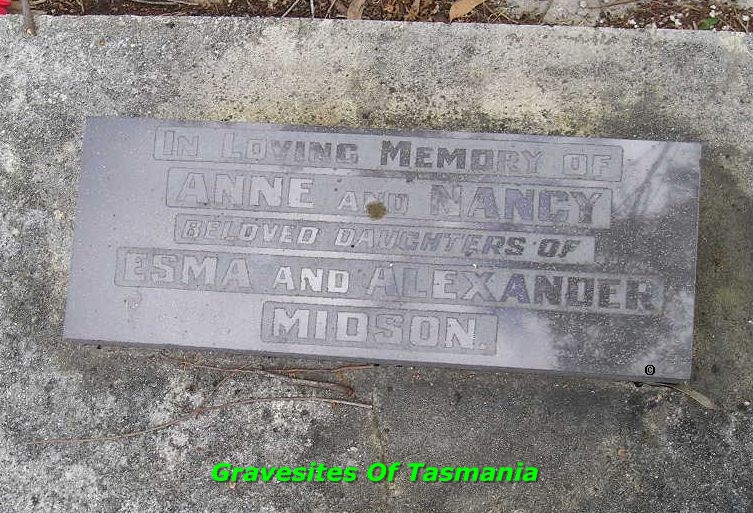 IN LOVING MEMORY OF
ANNE AND NANCY
BELOVED DAUGHTERS OF
ESMA AND ALEXANDER
MIDSON.
Gravesites Of Tasmania